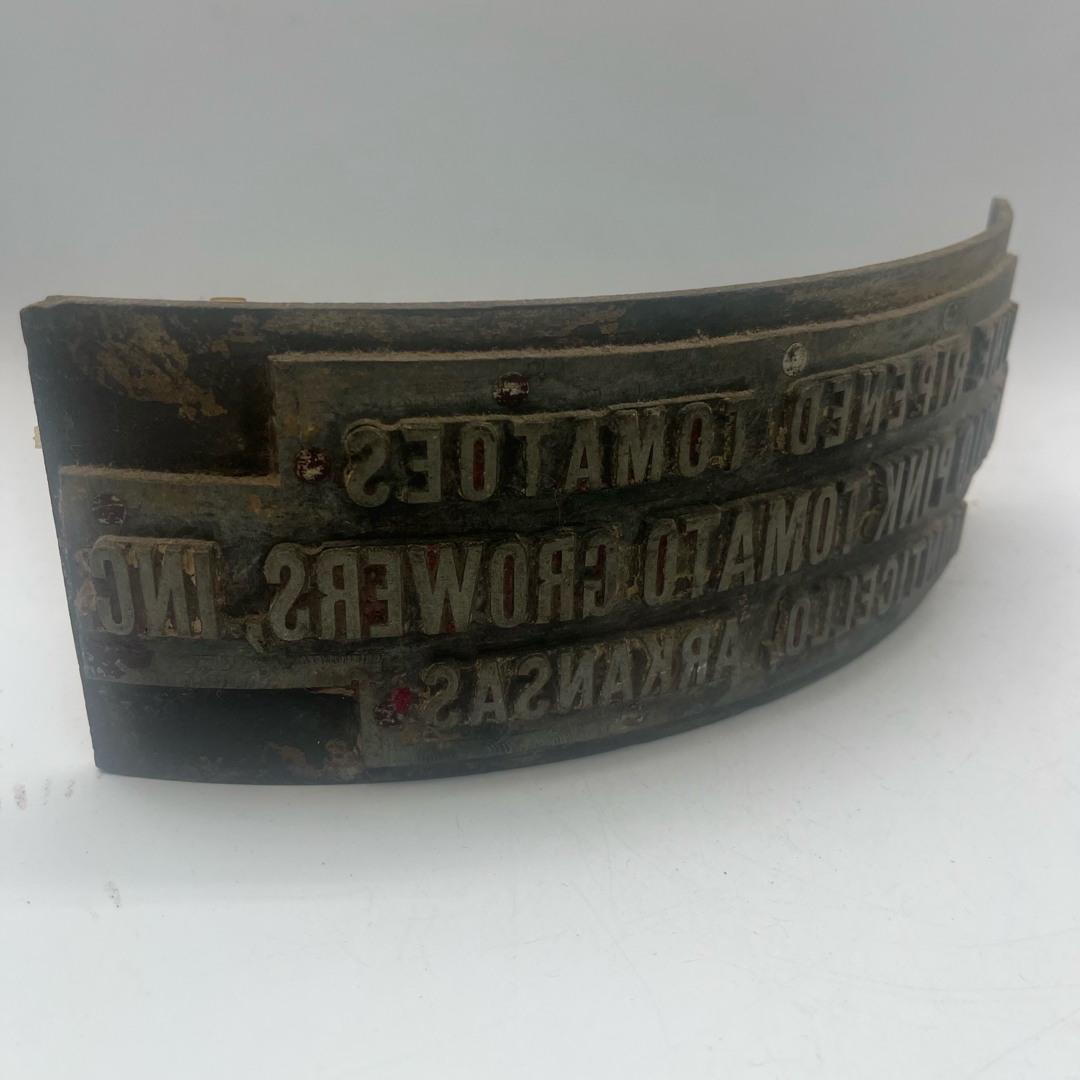 RIPENED TOMATOES
PINK TOMATO GROWERS, INC
ARKANSAS